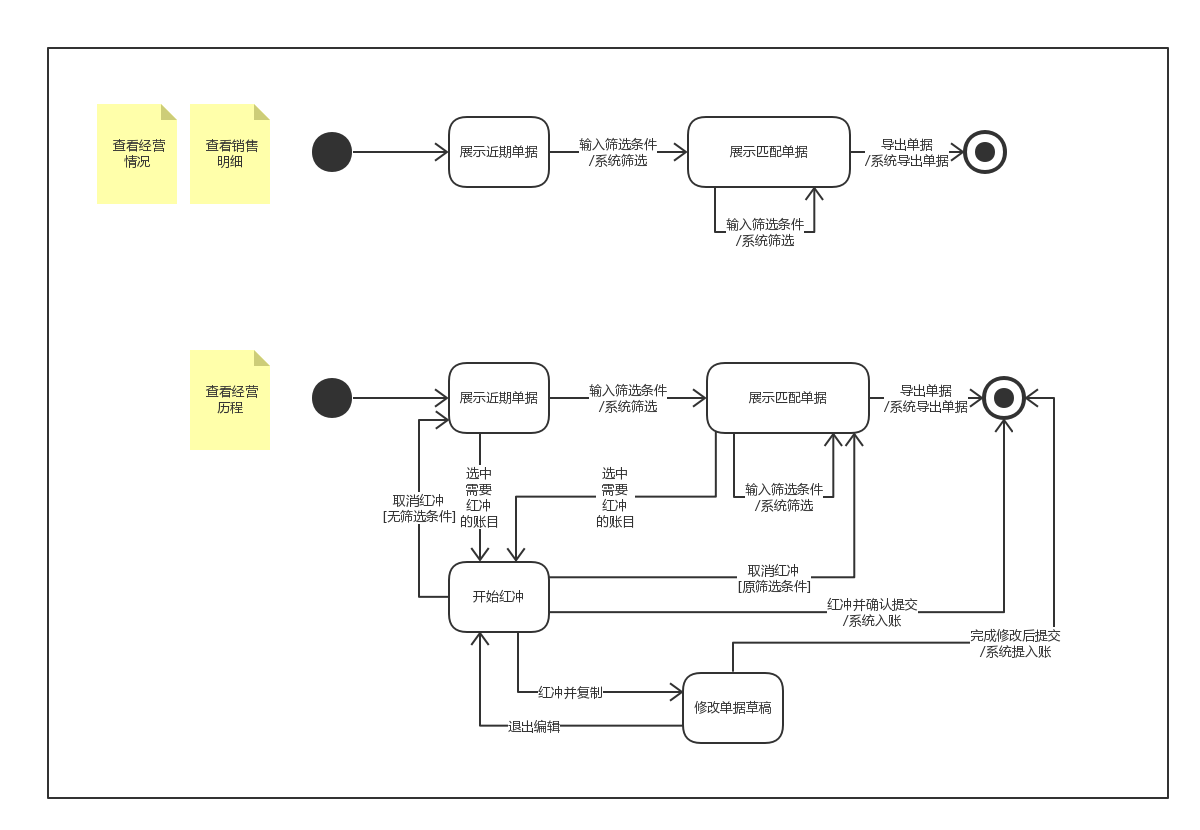 查看经营
情况
查看销售
明细
展示近期单据
输入筛选条件
/系统筛选
展示匹配单据
导出单据
/系统导出单据
输入筛选条件
/系统筛选
查看经营
历程
展示近期单据
输入筛选条件
/系统筛选
展示匹配单据
导出单据
/系统导出单据
取消红冲
[无筛选条件]
选中
需要
红冲
的账目
选中
需要
红冲
的账目
输入筛选条件
/系统筛选
取消红冲
[原筛选条件]
开始红冲
红冲并确认提交
/系统入账
完成修改后提交
/系统提入账
红冲并复制
修改单据草稿
退出编辑